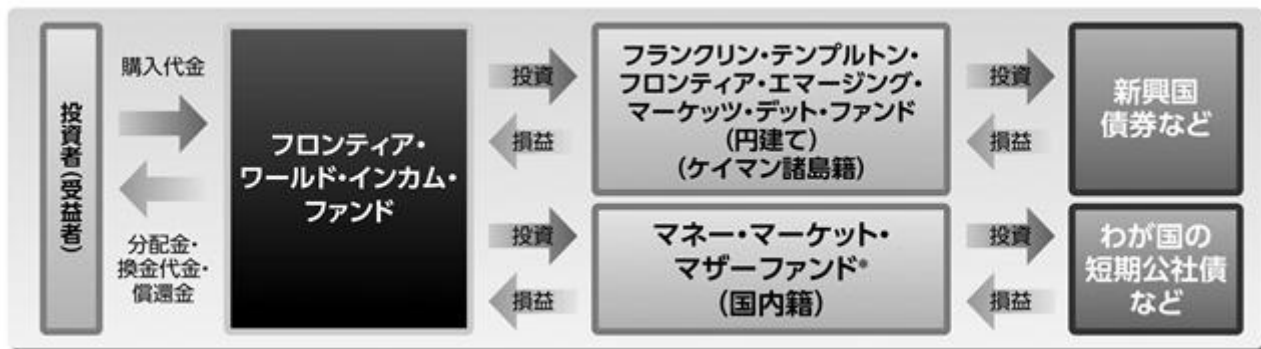 投資者(受益者)
購入代金
分配金・
換金代金・
償還金
フロンティア・
ワールド・インカム・
ファンド
投資
損益
フランクリン・テンプルトン・
フロンティア・エマージング・
マーケッツ・デット・ファンド
(円建て)
(ケイマン諸島籍)
投資
損益
新興国
債券など
投資
損益
マネー・マーケット・
マザーファンド※
(国内籍)
投資
損益
わが国の
短期公社債
など